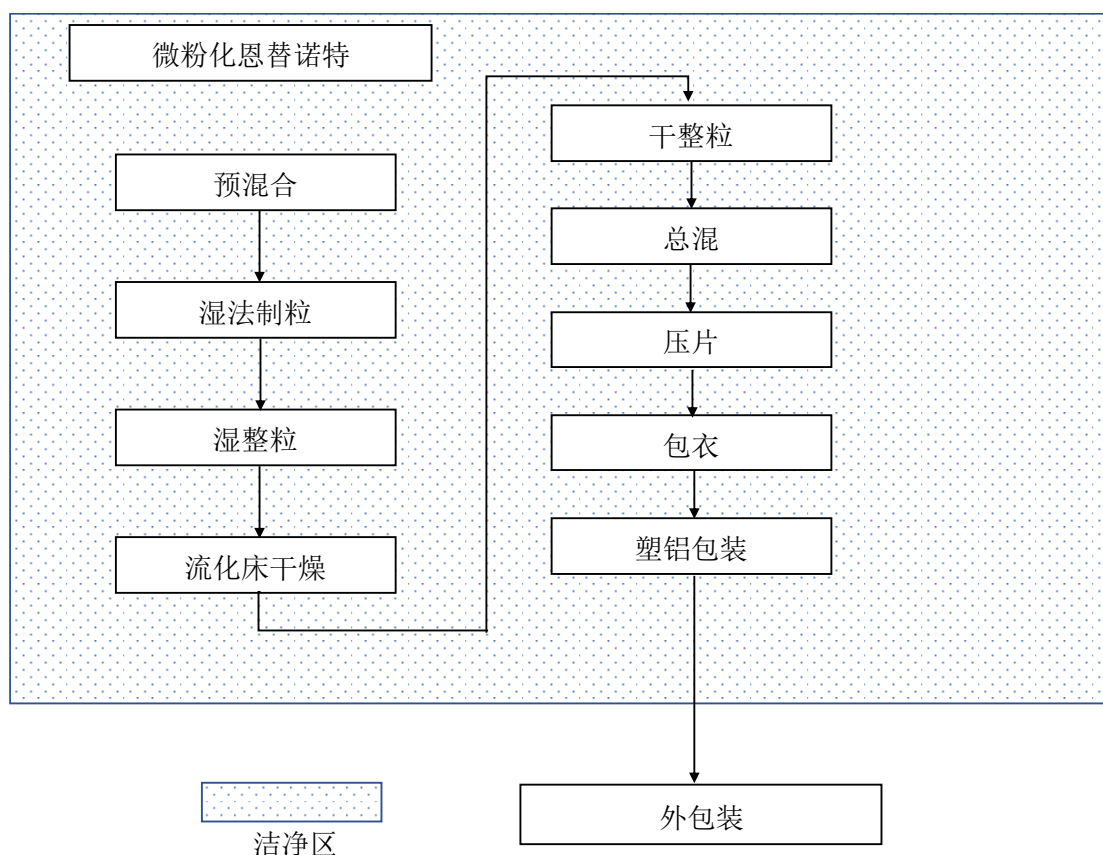 微粉化恩替诺特
预混合
湿法制粒
湿整粒
流化床干燥
干整粒
总混
压片
包衣
塑铝包装
外包装
洁净区